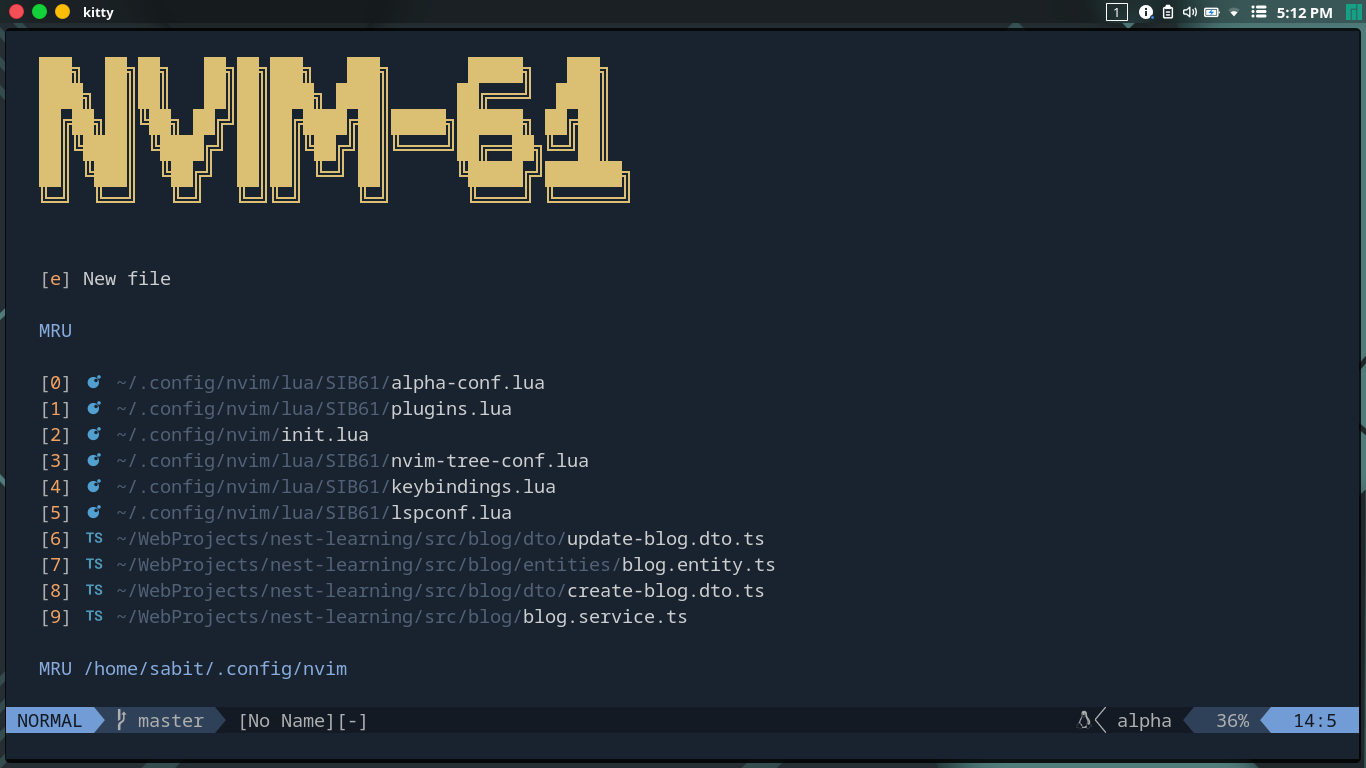 kitty 1 5:12 PM
NVIM-61
[e] New file
MRU
[0] ~/.config/nvim/lua/SIB61/alpha-conf.lua
[1] ~/.config/nvim/lua/SIB61/plugins.lua
[2] ~/.config/nvim/init.lua
[3] ~/.config/nvim/lua/SIB61/nvim-tree-conf.lua
[4] ~/.config/nvim/lua/SIB61/keybindings.lua
[5] ~/.config/nvim/lua/SIB61/lspconf.lua
[6] TS ~/WebProjects/nest-learning/src/blog/dto/update-blog.dto.ts
[7] TS ~/WebProjects/nest-learning/src/blog/entities/blog.entity.ts
[8] TS ~/WebProjects/nest-learning/src/blog/dto/create-blog.dto.ts
[9] TS ~/WebProjects/nest-learning/src/blog/blog.service.ts
MRU /home/sabit/.config/nvim
NORMAL master [No Name][-] alpha 36% 14:5